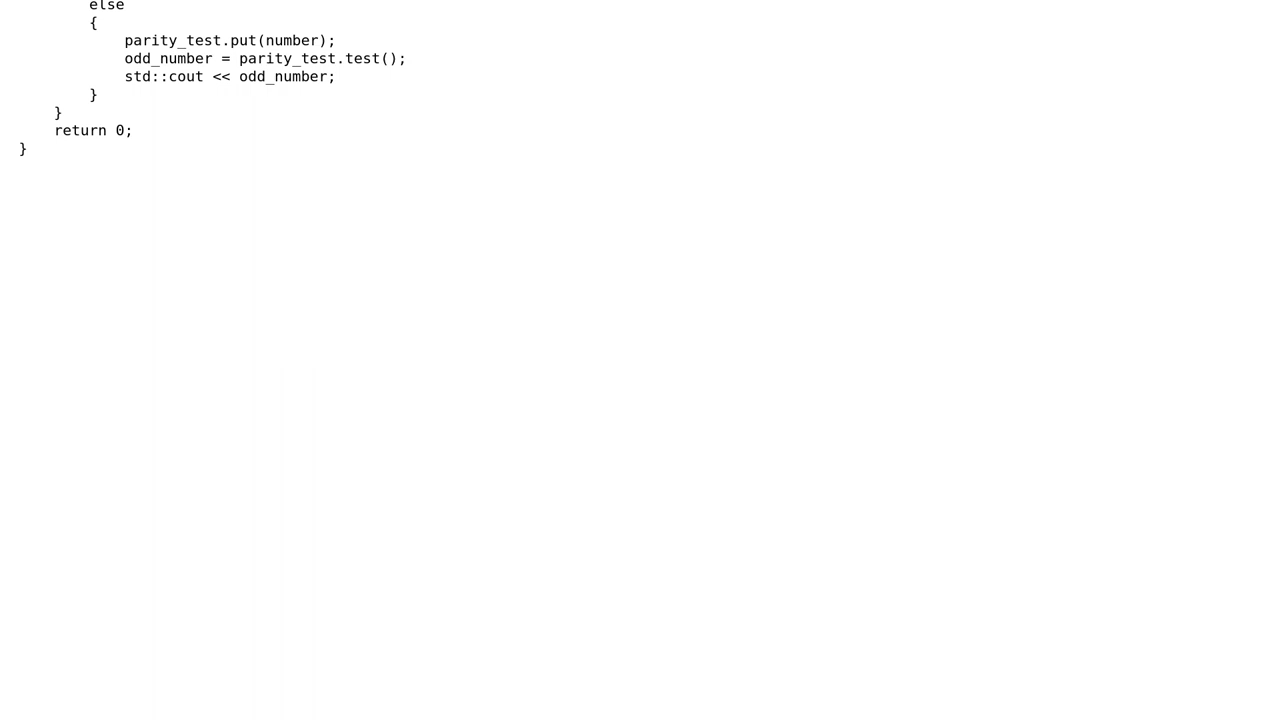 else
        {
            parity_test.put(number);
            odd_number = parity_test.test();
            std::cout << odd_number;
        }
    }
    return 0;
}